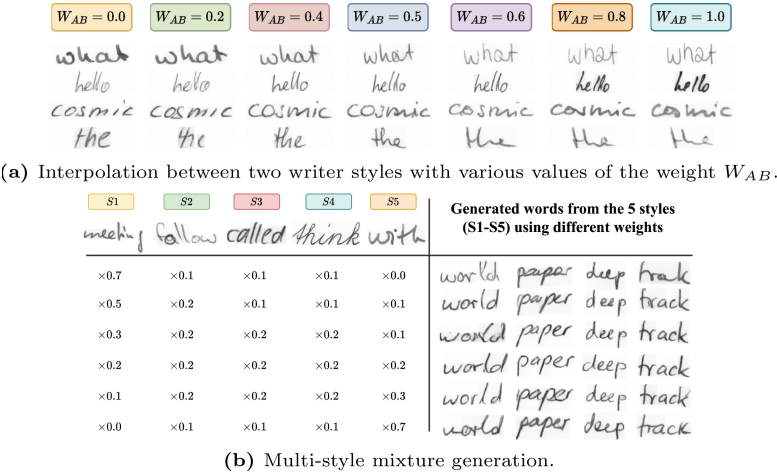 W_AB = 0.0 W_AB = 0.2 W_AB = 0.4 W_AB = 0.5 W_AB = 0.6 W_AB = 0.8 W_AB = 1.0
what what what what what what what
hello hello hello hello hello hello hello
cosmic cosmic cosmic cosmic cosmic cosmic cosmic
the the the the the the the
(a) Interpolation between two writer styles with various values of the weight W_AB.
S1 S2 S3 S4 S5
meeting follow called think with
Generated words from the 5 styles
(S1-S5) using different weights
×0.7 ×0.1 ×0.1 ×0.1 ×0.0 world paper deep track
×0.5 ×0.2 ×0.1 ×0.1 ×0.1 world paper deep track
×0.3 ×0.2 ×0.2 ×0.2 ×0.1 world paper deep track
×0.2 ×0.2 ×0.2 ×0.2 ×0.2 world paper deep track
×0.1 ×0.2 ×0.2 ×0.2 ×0.3 world paper deep track
×0.0 ×0.1 ×0.1 ×0.1 ×0.7 world paper deep track
(b) Multi-style mixture generation.